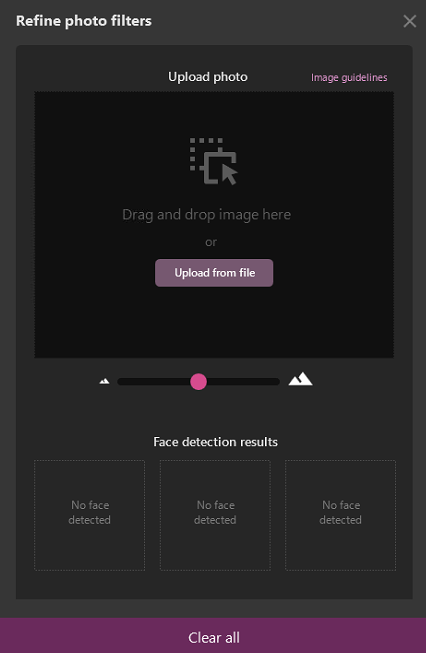 Refine photo filters
Upload photo
Image guidelines
Drag and drop image here
or
Upload from file
Face detection results
No face
detected
No face
detected
No face
detected
Clear all